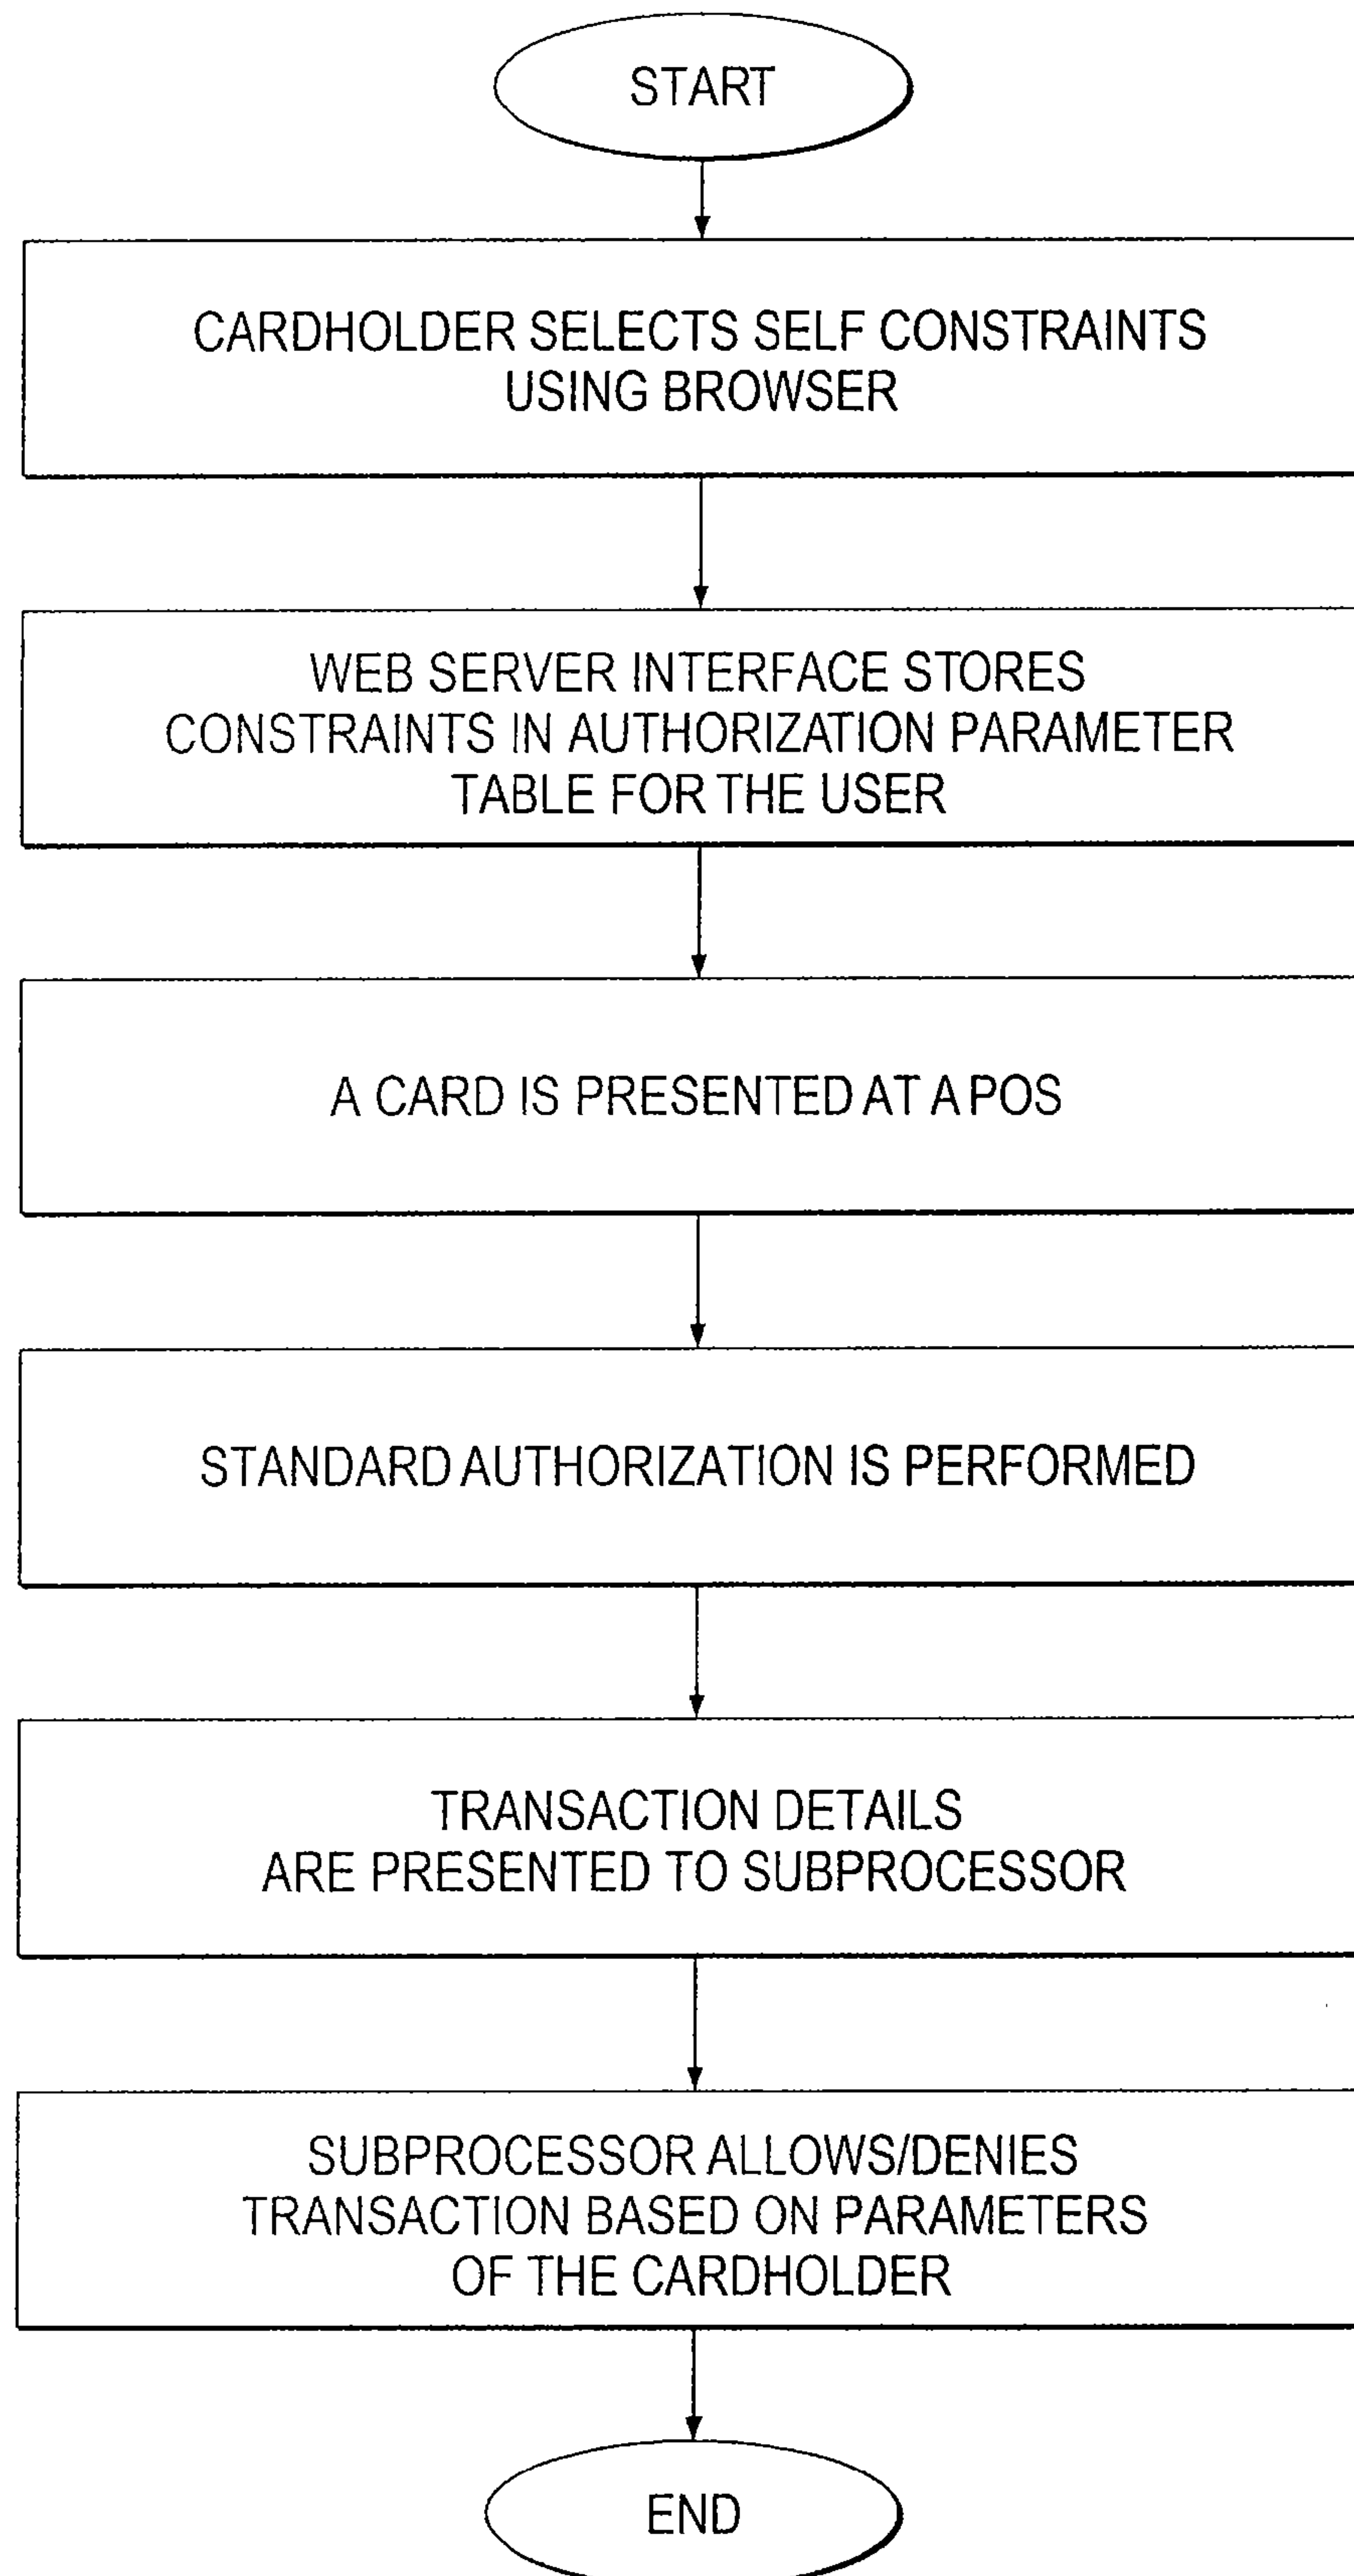 START
CARDHOLDER SELECTS SELF CONSTRAINTS
USING BROWSER
WEB SERVER INTERFACE STORES
CONSTRAINTS IN AUTHORIZATION PARAMETER
TABLE FOR THE USER
A CARD IS PRESENTED AT A POS
STANDARD AUTHORIZATION IS PERFORMED
TRANSACTION DETAILS
ARE PRESENTED TO SUBPROCESSOR
SUBPROCESSOR ALLOWS/DENIES
TRANSACTION BASED ON PARAMETERS
OF THE CARDHOLDER
END